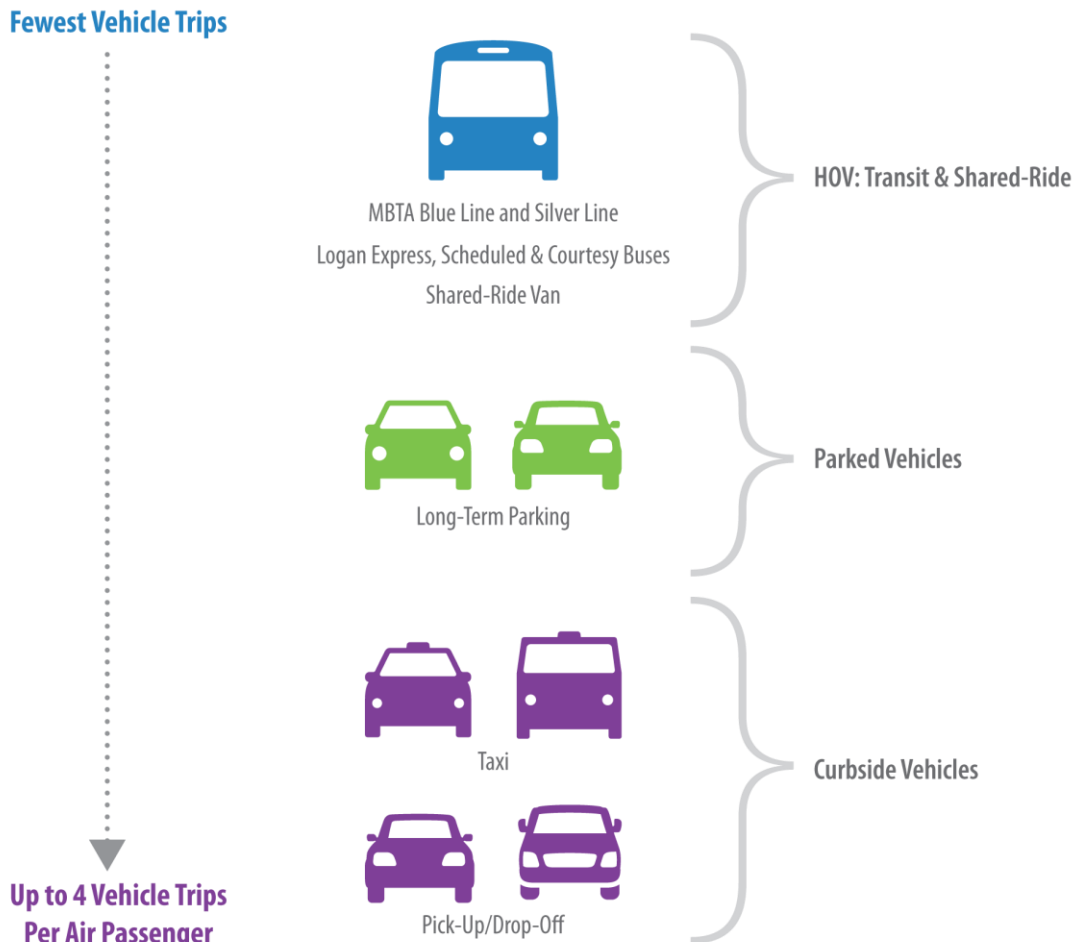 Fewest Vehicle Trips
MBTA Blue Line and Silver Line
Logan Express, Scheduled & Courtesy Buses
Shared-Ride Van
HOV: Transit & Shared-Ride
Long-Term Parking
Parked Vehicles
Taxi
Pick-Up/Drop-Off
Curbside Vehicles
Up to 4 Vehicle Trips
Per Air Passenger